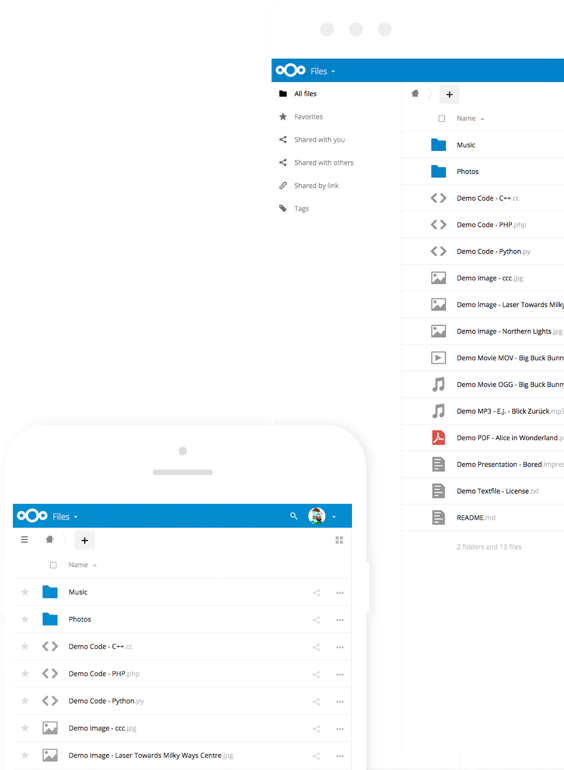 Files
All files
Favorites
Shared with you
Shared with others
Shared by link
Tags
+
Name
Music
Photos
Demo Code - C++.cc
Demo Code - PHP.php
Demo Code - Python.py
Demo Image - ccc.jpg
Demo Image - Laser Towards Milky
Demo Image - Northern Lights.jpg
Demo Movie MOV - Big Buck Bunn
Demo Movie OGG - Big Buck Bunn
Demo MP3 - E.J. - Blick Zurück.mp3
Demo PDF - Alice in Wonderland.p
Demo Presentation - Bored.impres
Demo Textfile - License.txt
README.md
2 folders and 13 files
Files
+
Name
Music
Photos
Demo Code - C++.cc
Demo Code - PHP.php
Demo Code - Python.py
Demo Image - ccc.jpg
Demo Image - Laser Towards Milky Ways Centre.jpg